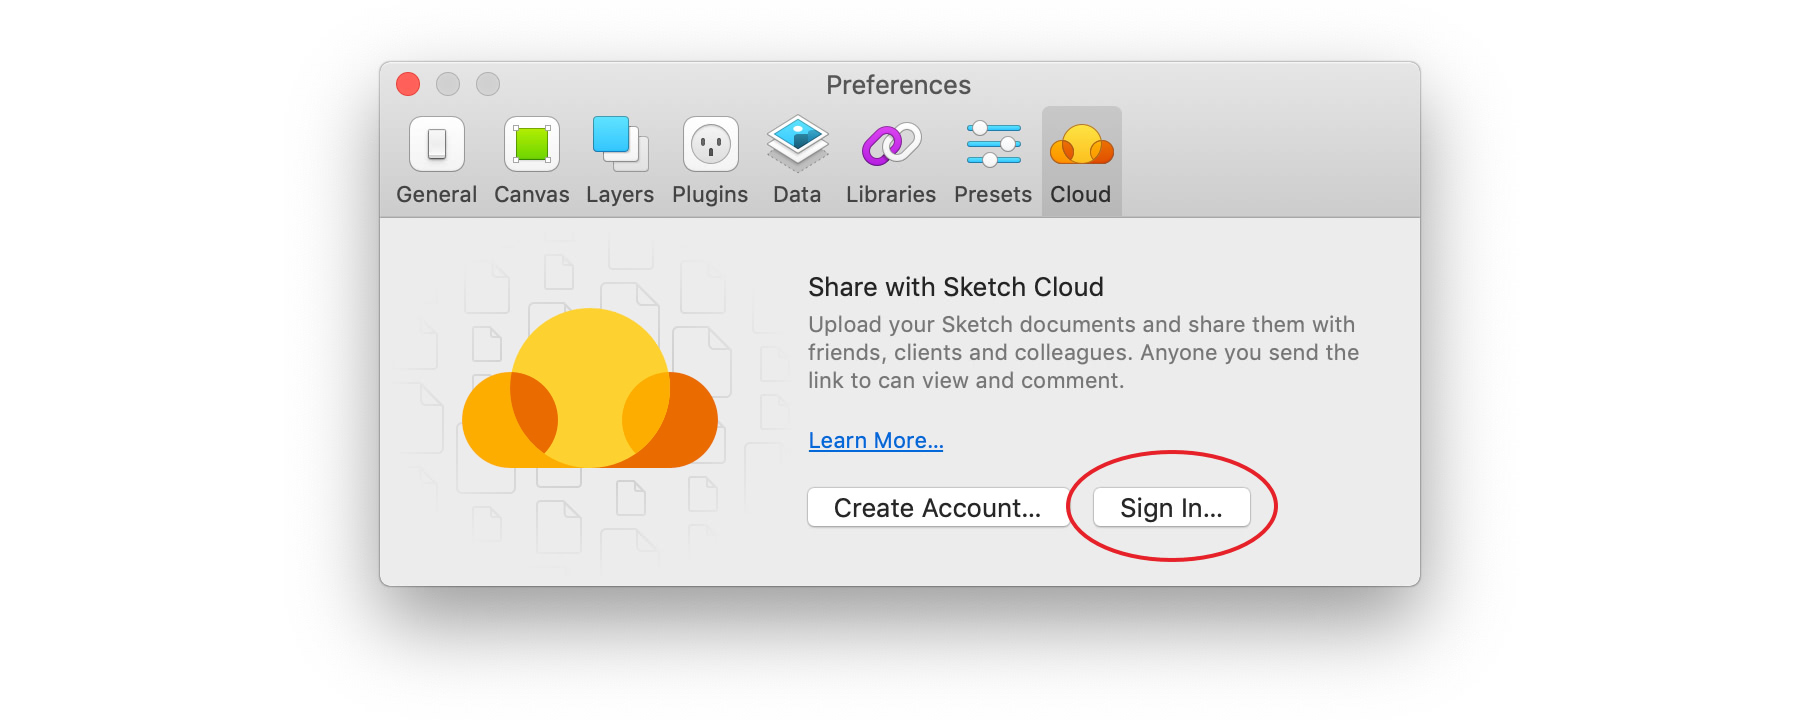 Preferences
General Canvas Layers Plugins Data Libraries Presets Cloud
Share with Sketch Cloud
Upload your Sketch documents and share them with
friends, clients and colleagues. Anyone you send the
link to can view and comment.
Learn More...
Create Account... Sign In...